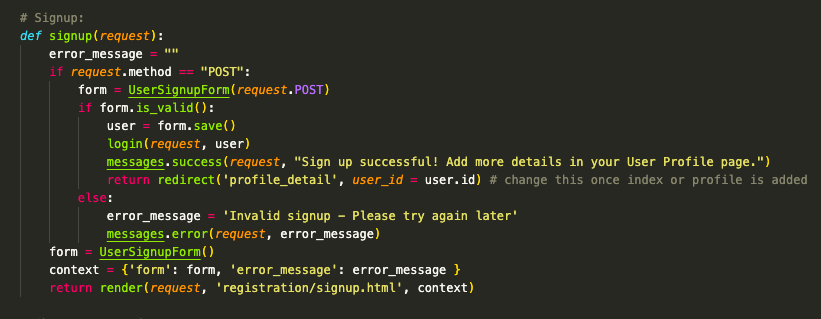 # Signup:
def signup(request):
    error_message = ""
    if request.method == "POST":
        form = UserSignupForm(request.POST)
        if form.is_valid():
            user = form.save()
            login(request, user)
            messages.success(request, "Sign up successful! Add more details in your User Profile page.")
            return redirect('profile_detail', user_id = user.id) # change this once index or profile is added
        else:
            error_message = 'Invalid signup - Please try again later'
            messages.error(request, error_message)
    form = UserSignupForm()
    context = {'form': form, 'error_message': error_message }
    return render(request, 'registration/signup.html', context)